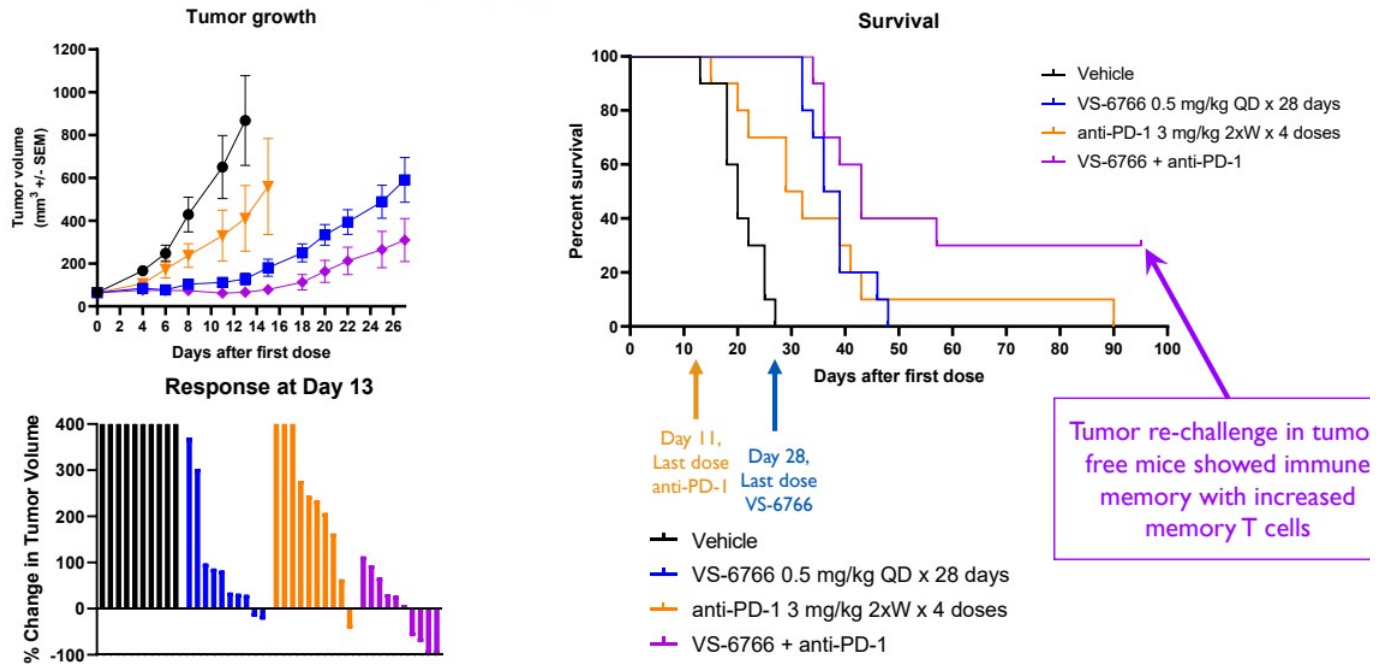 Tumor growth
1200
1000
800
600
400
200
0
Tumor volume
(mm³ +/- SEM)
0 2 4 6 8 10 12 14 16 18 20 22 24 26
Days after first dose
Survival
100
80
60
40
20
0
Percent survival
0 10 20 30 40 50 60 70 80 90 100
Days after first dose
Vehicle
VS-6766 0.5 mg/kg QD x 28 days
anti-PD-1 3 mg/kg 2xW x 4 doses
VS-6766 + anti-PD-1
Day 11,
Last dose
anti-PD-1
Day 28,
Last dose
VS-6766
Tumor re-challenge in tumo
free mice showed immune
memory with increased
memory T cells
Response at Day 13
400
300
200
100
0
-100
% Change in Tumor Volume
Vehicle
VS-6766 0.5 mg/kg QD x 28 days
anti-PD-1 3 mg/kg 2xW x 4 doses
VS-6766 + anti-PD-1